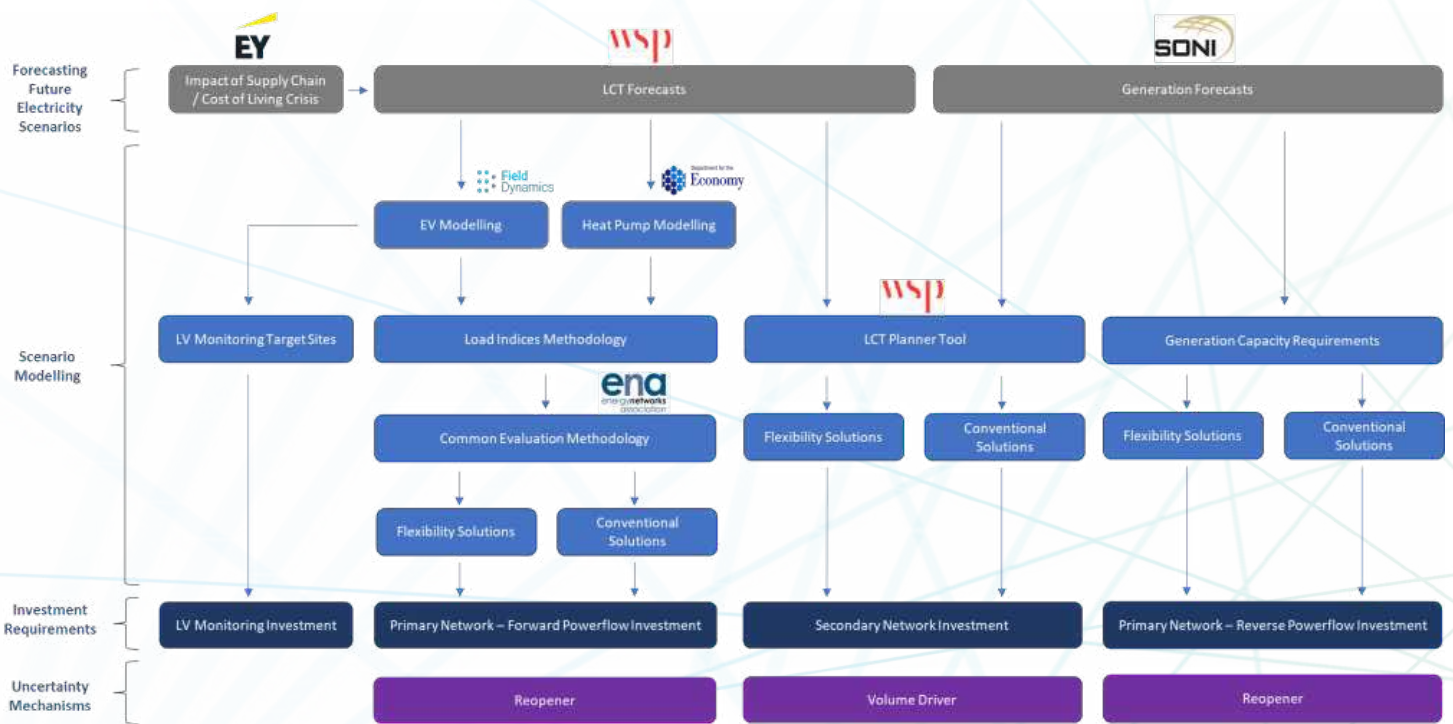 EY
wsp
SONI
Forecasting
Future
Electricity
Scenarios
Impact of Supply Chain
/ Cost of Living Crisis
LCT Forecasts
Generation Forecasts
Field
Dynamics
Department for the
Economy
EV Modelling
Heat Pump Modelling
wsp
Scenario
Modelling
LV Monitoring Target Sites
Load Indices Methodology
LCT Planner Tool
Generation Capacity Requirements
ena
energynetworks
association
Common Evaluation Methodology
Flexibility Solutions
Conventional
Solutions
Flexibility Solutions
Conventional
Solutions
Flexibility Solutions
Conventional
Solutions
Investment
Requirements
LV Monitoring Investment
Primary Network – Forward Powerflow Investment
Secondary Network Investment
Primary Network – Reverse Powerflow Investment
Uncertainty
Mechanisms
Reopener
Volume Driver
Reopener